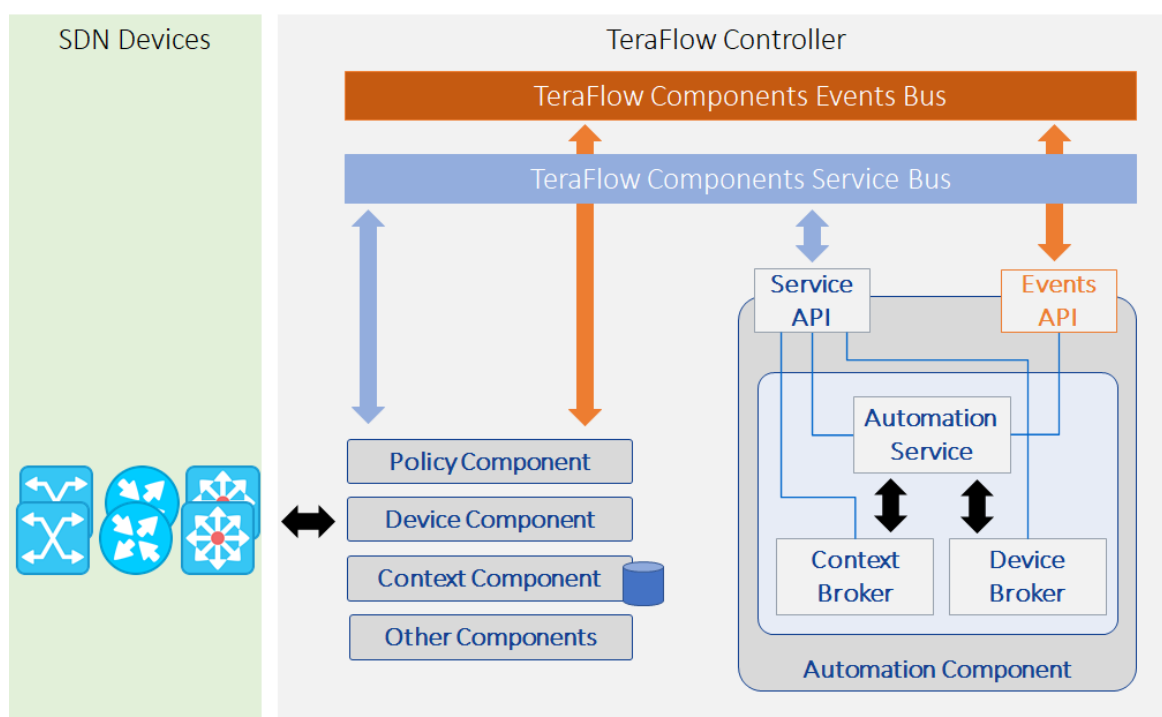 SDN Devices
TeraFlow Controller
TeraFlow Components Events Bus
TeraFlow Components Service Bus
Service
API
Events
API
Automation
Service
Policy Component
Device Component
Context Component
Other Components
Context
Broker
Device
Broker
Automation Component